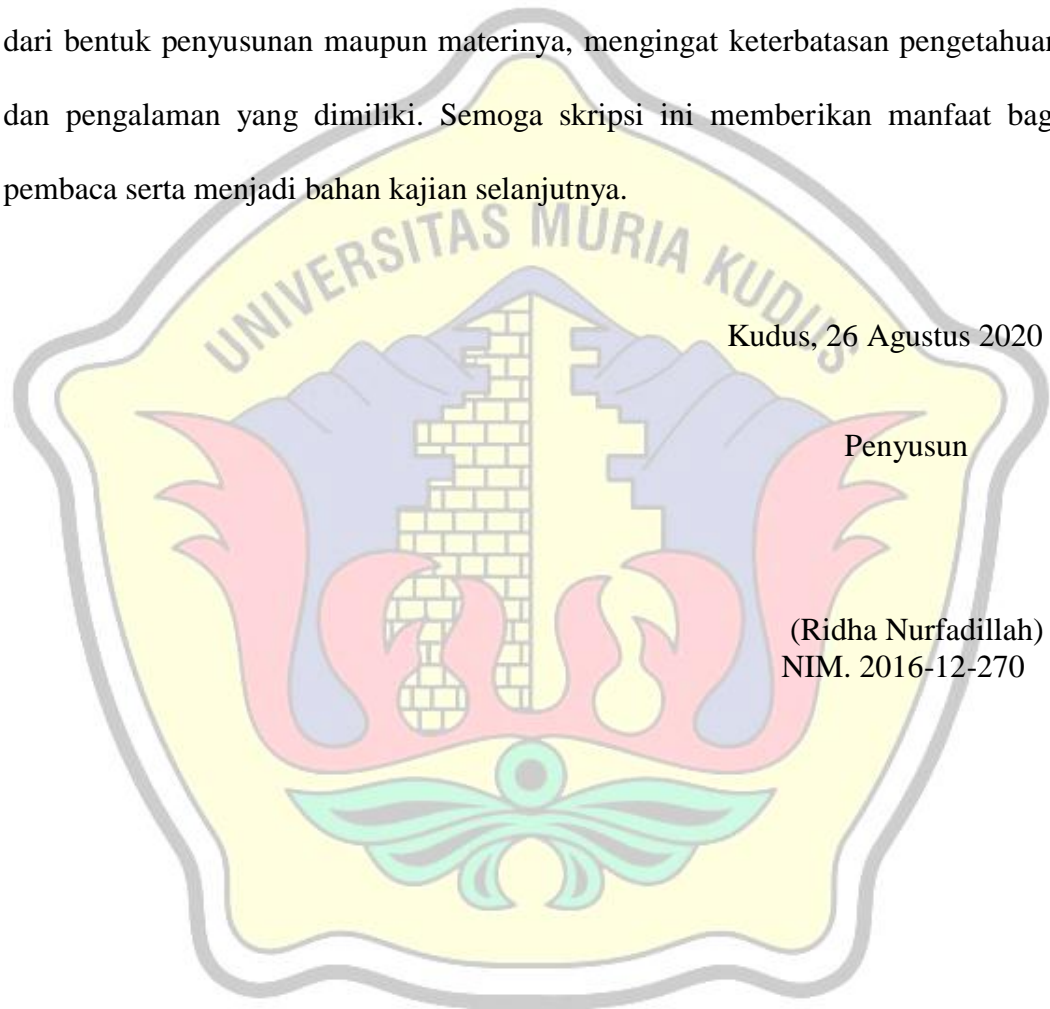 dari bentuk penyusunan maupun materinya, mengingat keterbatasan pengetahuan
dan pengalaman yang dimiliki. Semoga skripsi ini memberikan manfaat bag
pembaca serta menjadi bahan kajian selanjutnya.
UNIVERSITAS MURIA KUDUS
Kudus, 26 Agustus 2020
Penyusun
(Ridha Nurfadillah)
NIM. 2016-12-270